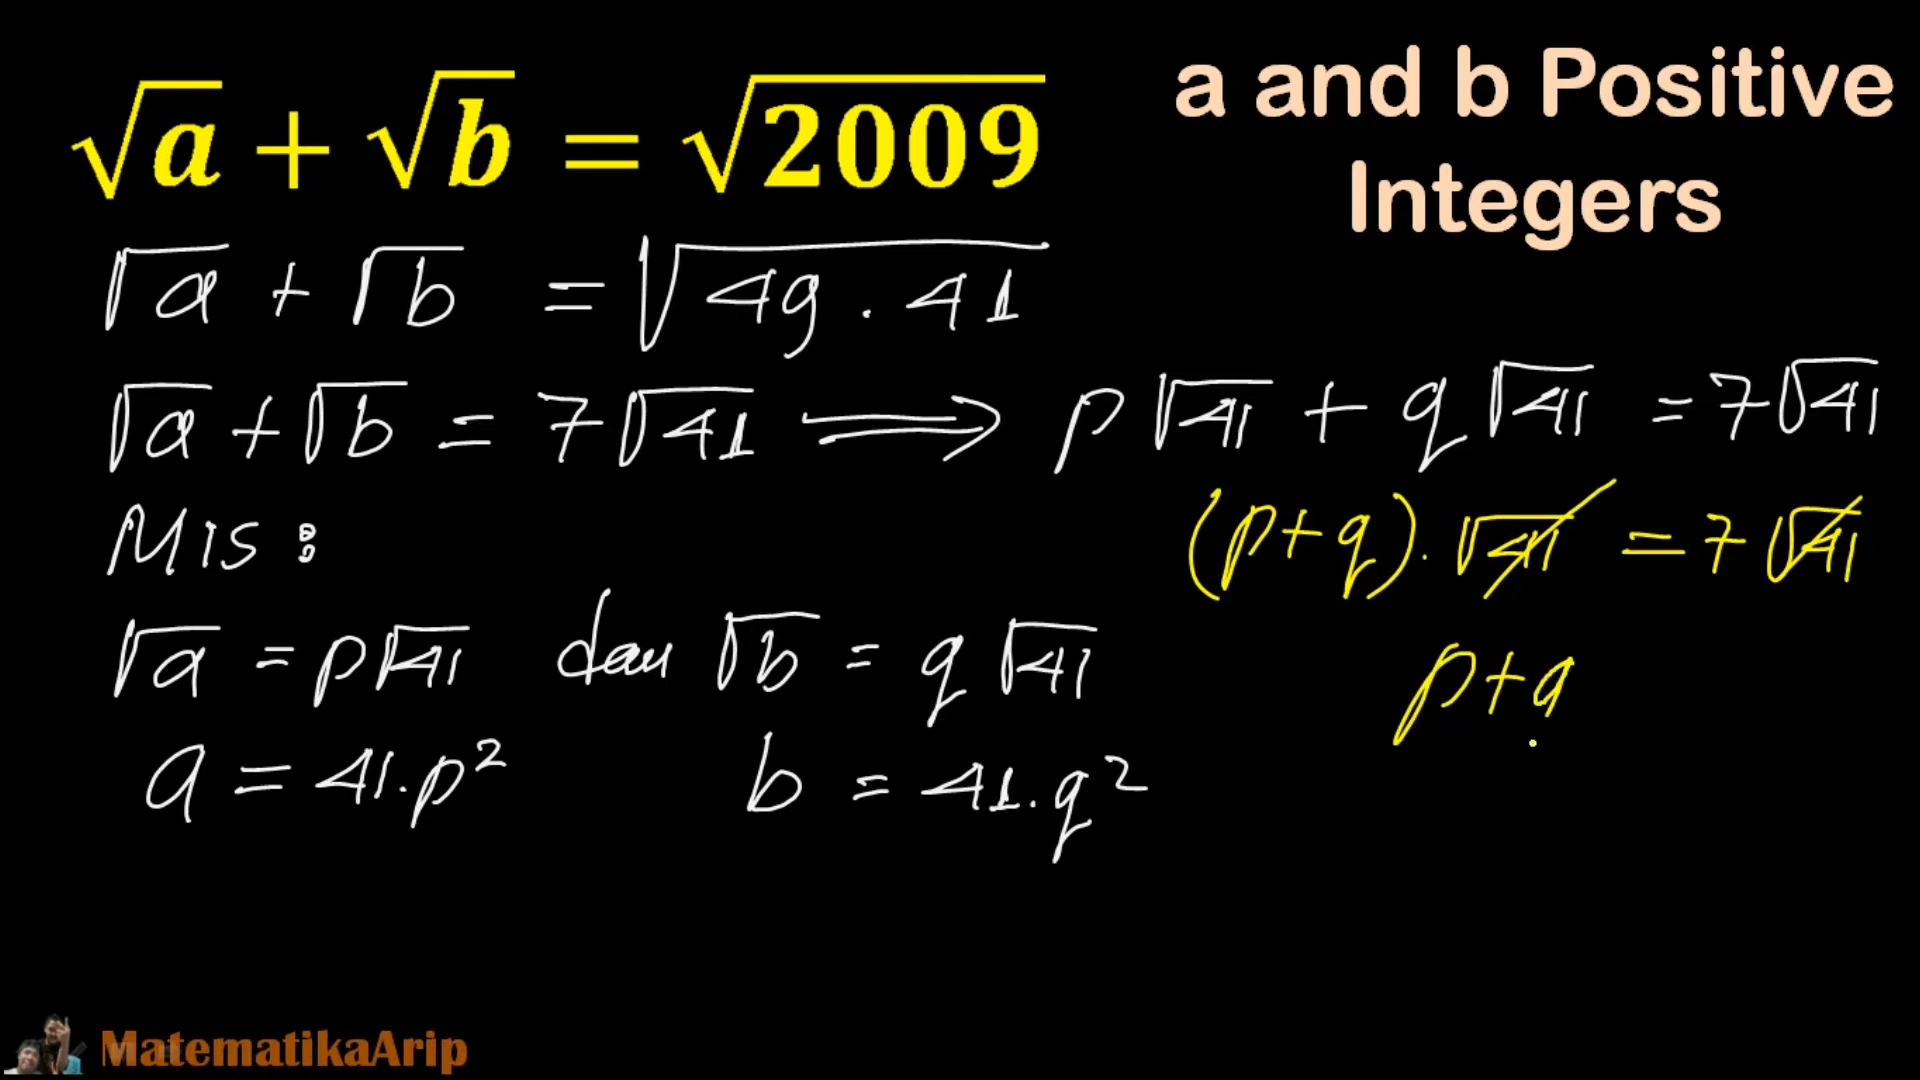 √a + √b = √2009
a and b Positive
Integers
√a + √b = √49 . 41
√a + √b = 7√41 ⟹ p√41 + q√41 = 7√41
(p+q) . √41 = 7√41
Mis :
√a = p√41 dan √b = q√41
p+q
a = 41.p² b = 41.q²
MatematikaArip